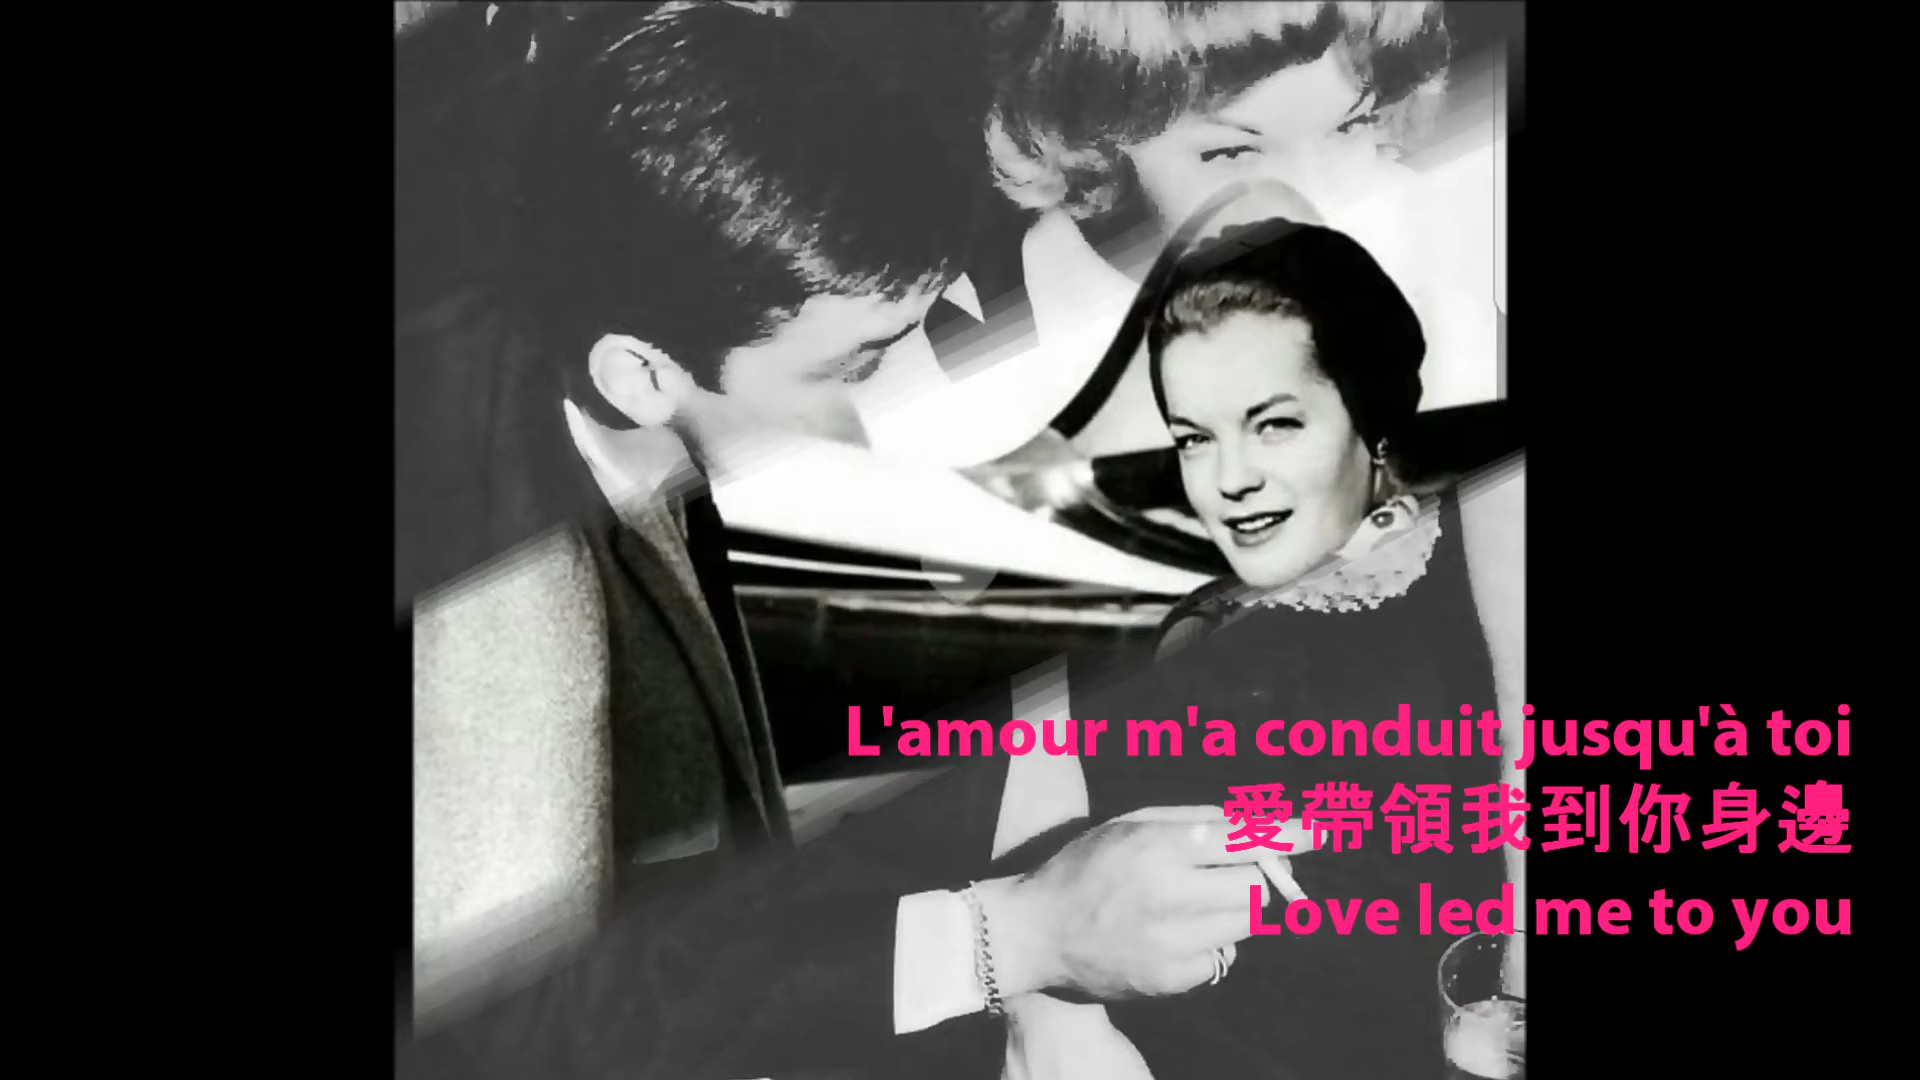 L'amour m'a conduit jusqu'à toi
愛帶領我到你身邊
Love led me to you